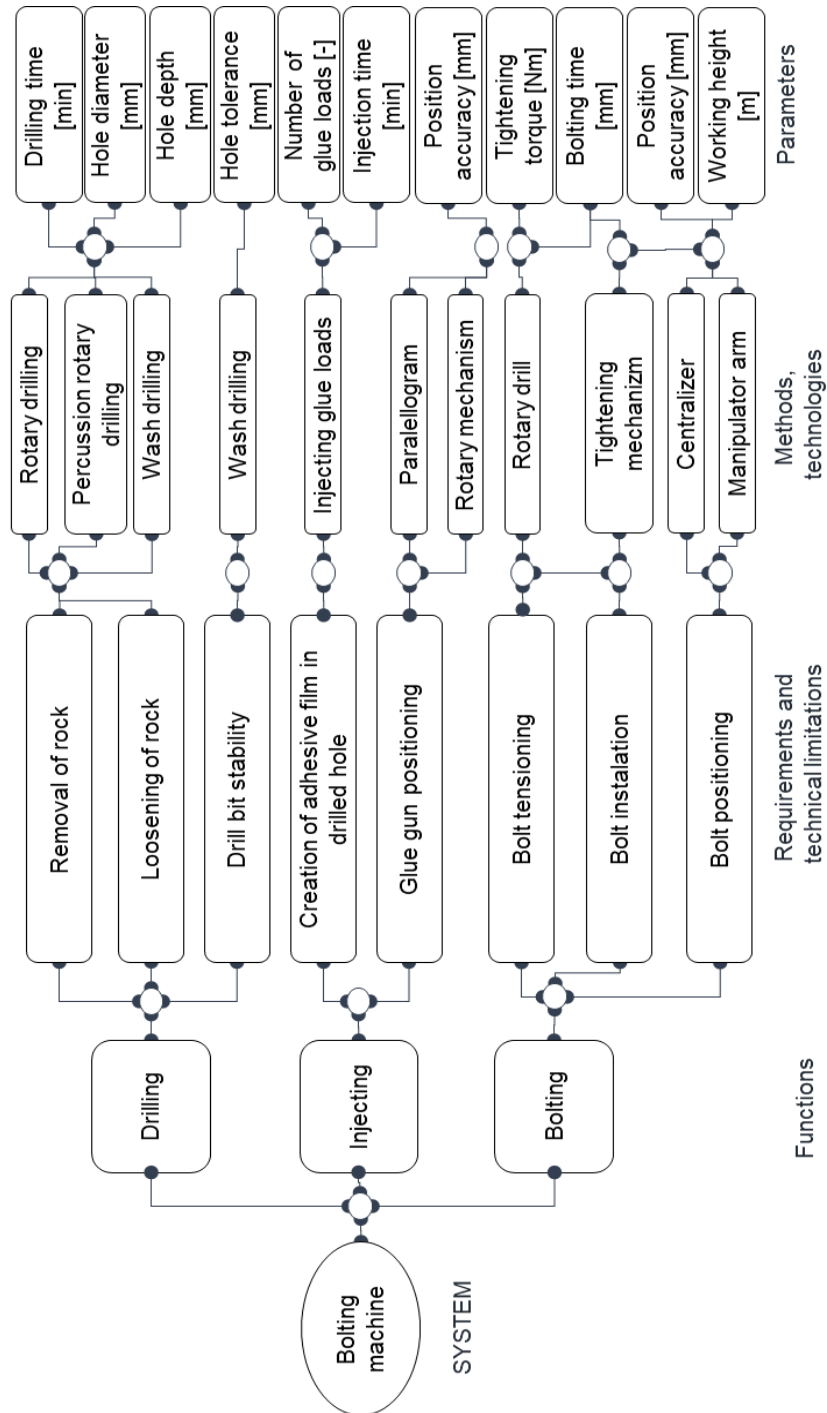 Bolting
machine
SYSTEM
Drilling
Injecting
Bolting
Functions
Removal of rock
Loosening of rock
Drill bit stability
Creation of adhesive film in
drilled hole
Glue gun positioning
Bolt tensioning
Bolt instalation
Bolt positioning
Requirements and
technical limitations
Rotary drilling
Percussion rotary
drilling
Wash drilling
Wash drilling
Injecting glue loads
Paralellogram
Rotary mechanism
Rotary drill
Tightening
mechanizm
Centralizer
Manipulator arm
Methods,
technologies
Drilling time
[min]
Hole diameter
[mm]
Hole depth
[mm]
Hole tolerance
[mm]
Number of
glue loads [-]
Injection time
[min]
Position
accuracy [mm]
Tightening
torque [Nm]
Bolting time
[mm]
Position
accuracy [mm]
Working height
[m]
Parameters